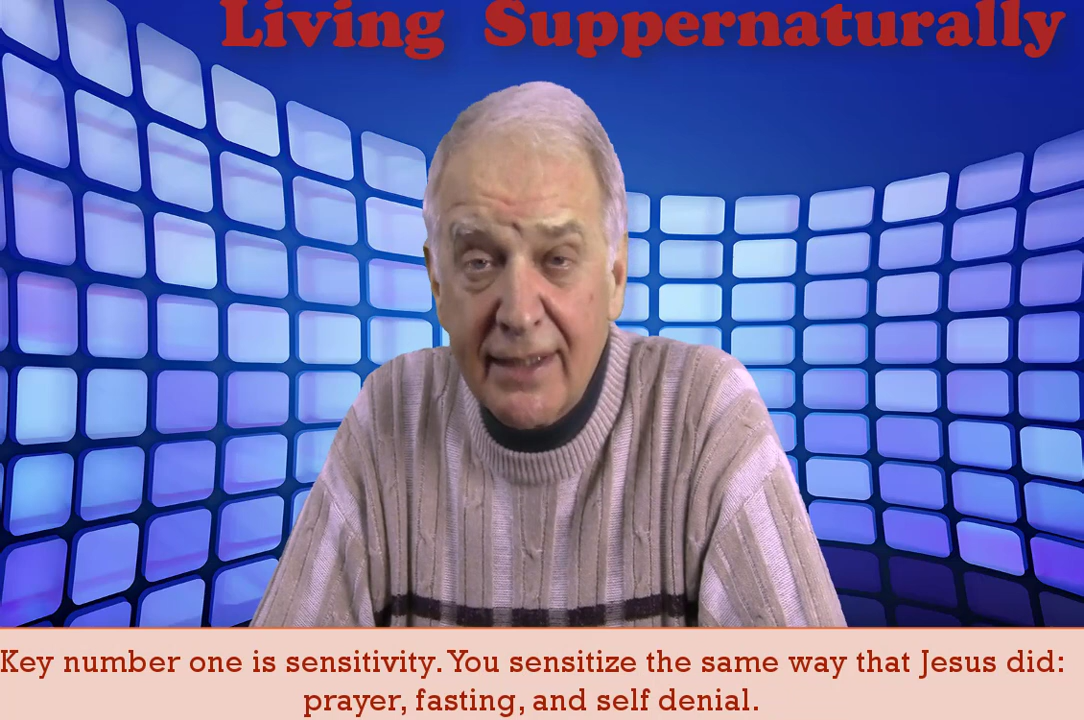 Living Suppernaturally
Key number one is sensitivity. You sensitize the same way that Jesus did:
prayer, fasting, and self denial.